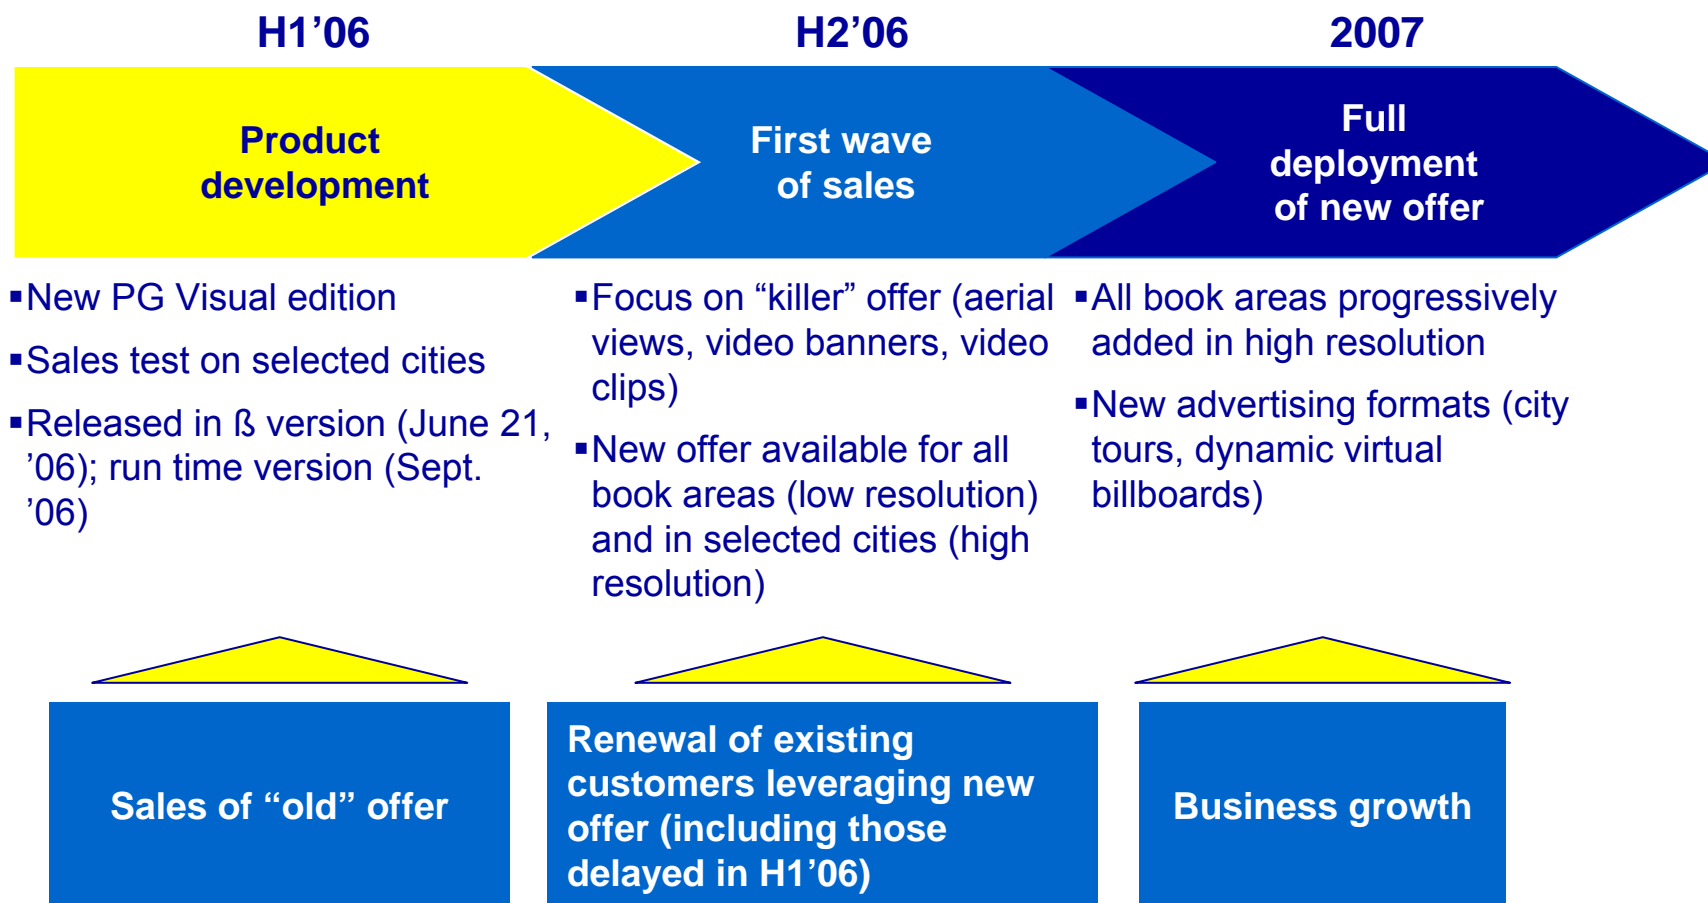 H1’06
H2’06
2007
Product
development
First wave
of sales
Full
deployment
of new offer
▪New PG Visual edition
▪Sales test on selected cities
▪Released in ß version (June 21,
’06); run time version (Sept.
’06)
▪Focus on “killer” offer (aerial
views, video banners, video
clips)
▪New offer available for all
book areas (low resolution)
and in selected cities (high
resolution)
▪All book areas progressively
added in high resolution
▪New advertising formats (city
tours, dynamic virtual
billboards)
Sales of “old” offer
Renewal of existing
customers leveraging new
offer (including those
delayed in H1’06)
Business growth